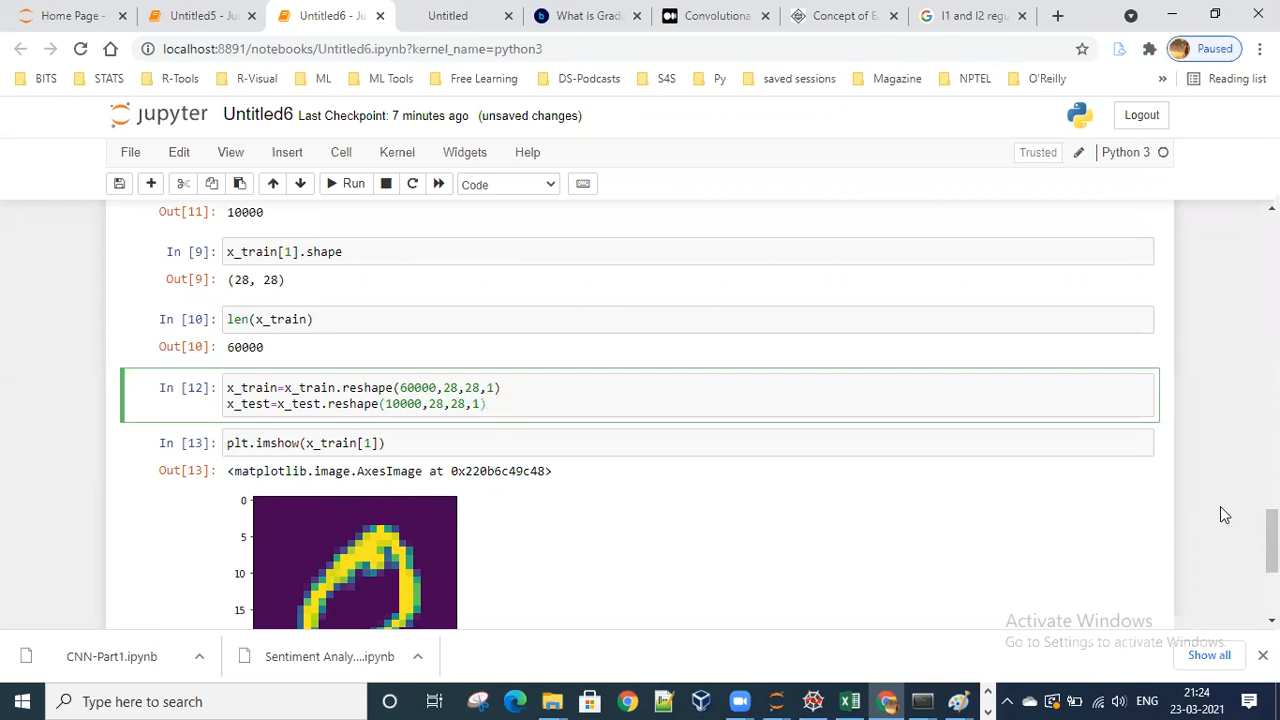 Home Page -
Untitled5 - Ju
Untitled6 - Ju
Untitled
What Is Grad
Convolutiona
Concept of E
l1 and l2 regu
localhost:8891/notebooks/Untitled6.ipynb?kernel_name=python3
Paused
BITS
STATS
R-Tools
R-Visual
ML
ML Tools
Free Learning
DS-Podcasts
S4S
Py
saved sessions
Magazine
NPTEL
O'Reilly
»
Reading list
jupyter
Untitled6 Last Checkpoint: 7 minutes ago (unsaved changes)
Logout
File
Edit
View
Insert
Cell
Kernel
Widgets
Help
Trusted
Python 3
Run
Code
Out[11]: 10000
In [9]: x_train[1].shape
Out[9]: (28, 28)
In [10]: len(x_train)
Out[10]: 60000
In [12]: x_train=x_train.reshape(60000,28,28,1)
x_test=x_test.reshape(10000,28,28,1)
In [13]: plt.imshow(x_train[1])
Out[13]: <matplotlib.image.AxesImage at 0x220b6c49c48>
0
5
10
15
Activate Windows
Go to Settings to activate Windows.
CNN-Part1.ipynb
Sentiment Analy....ipynb
Show all
Type here to search
ENG
21:24
23-03-2021